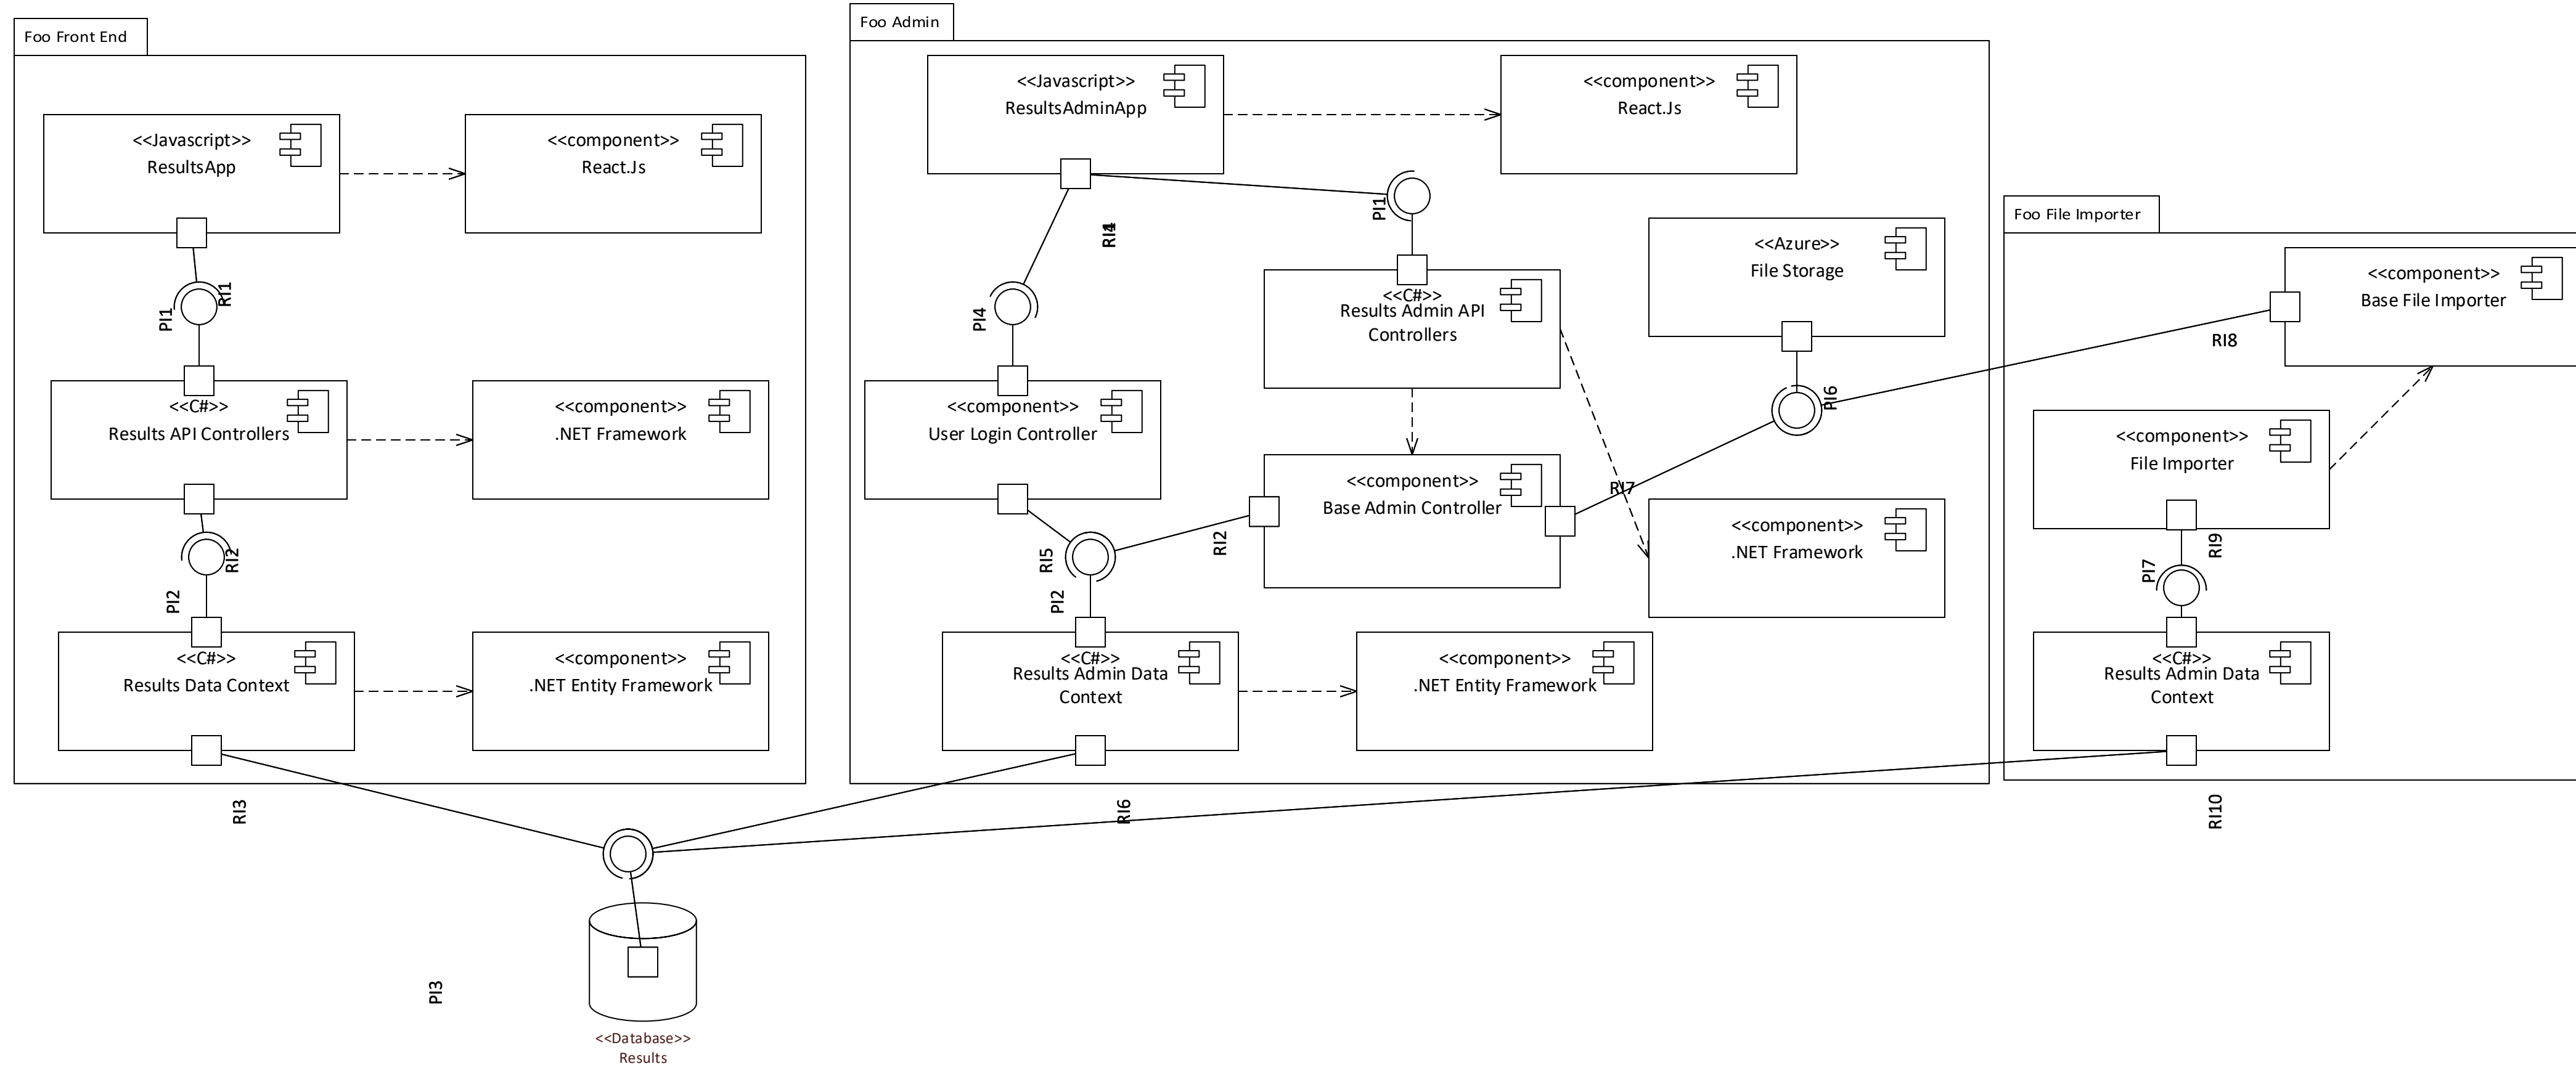 Foo Front End
<<Javascript>>
ResultsApp
<<component>>
React.Js
RI1
PI1
<<C#>>
Results API Controllers
<<component>>
.NET Framework
RI2
PI2
<<C#>>
Results Data Context
<<component>>
.NET Entity Framework
RI3
Foo Admin
<<Javascript>>
ResultsAdminApp
<<component>>
React.Js
PI1
PI4
<<C#>>
Results Admin API
Controllers
<<Azure>>
File Storage
PI6
<<component>>
User Login Controller
<<component>>
Base Admin Controller
RI7
RI2
RI5
PI2
<<component>>
.NET Framework
<<C#>>
Results Admin Data
Context
<<component>>
.NET Entity Framework
RI6
Foo File Importer
<<component>>
Base File Importer
RI8
<<component>>
File Importer
RI9
PI7
<<C#>>
Results Admin Data
Context
RI10
PI3
<<Database>>
Results